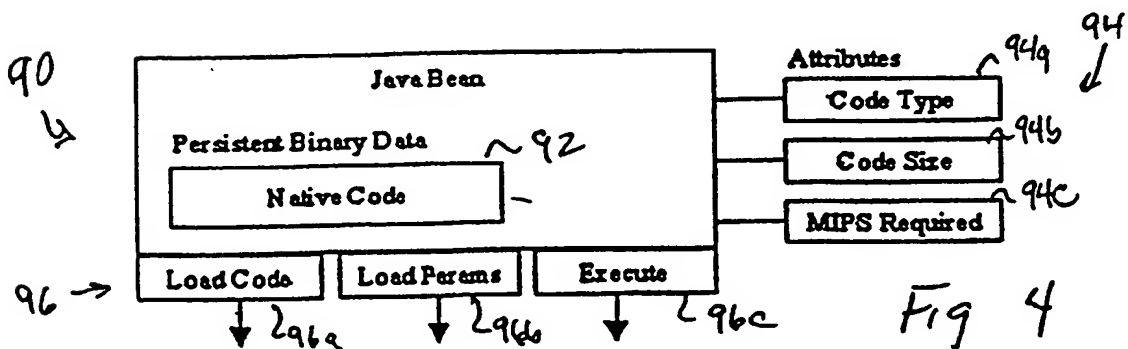 94
90
Attributes
94a
Java Bean
Code Type
Persistent Binary Data
92
94b
Code Size
Native Code
94c
MIPS Required
Load Code
Load Params
Execute
96
96a
96b
96c
Fig 4